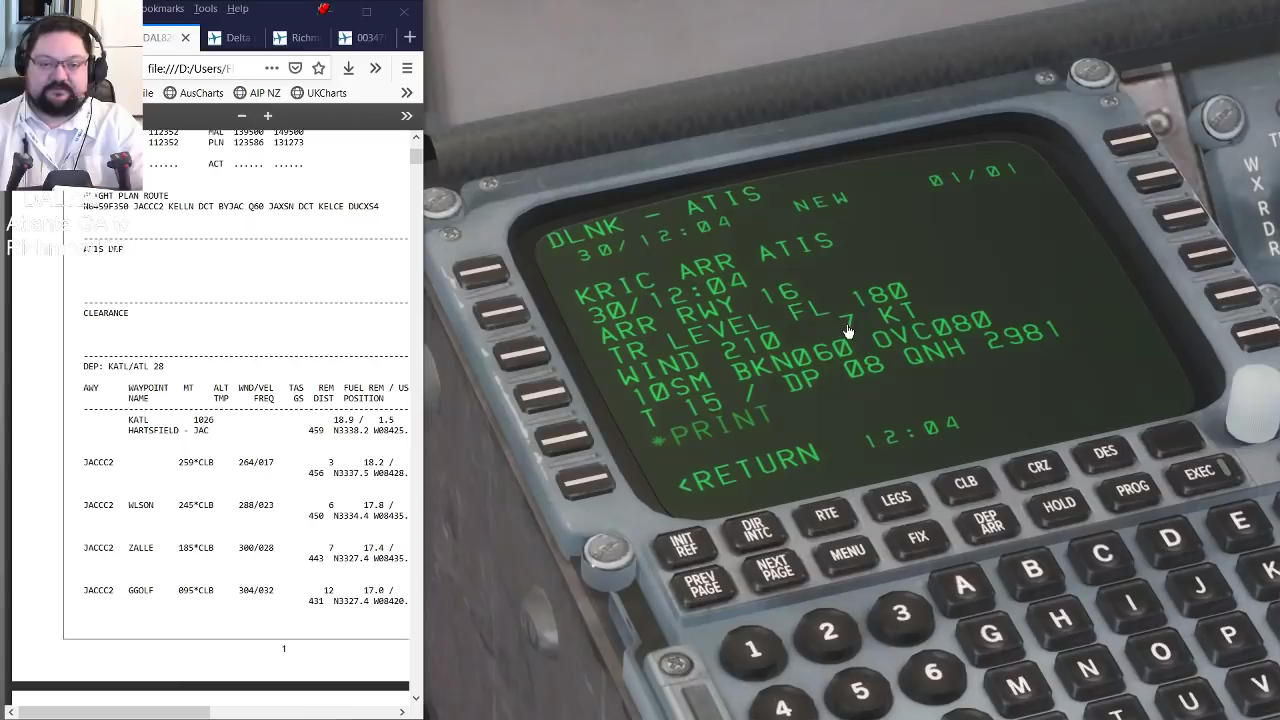 okmarks Tools Help
DAL82
Delta
Richm
0034
file:///D:/Users/F
ile AusCharts AIP NZ UKCharts
112352 MAL 139500 149500
112352 PLN 123586 131273
...... ACT ...... ......
FLIGHT PLAN ROUTE
N0459F350 JACCC2 KELLN DCT BYJAC Q60 JAXSN DCT KELCE DUCXS4
Atlanta GA to
ATIS DEP
CLEARANCE
DEP: KATL/ATL 28
AWY WAYPOINT MT ALT WND/VEL TAS REM FUEL REM / US
NAME TMP FREQ GS DIST POSITION
KATL 1026 18.9 / 1.5
HARTSFIELD - JAC 459 N3338.2 W08425.
JACCC2 259*CLB 264/017 3 18.2 /
456 N3337.5 W08428.
JACCC2 WLSON 245*CLB 288/023 6 17.8 /
450 N3334.4 W08435.
JACCC2 ZALLE 185*CLB 300/028 7 17.4 /
443 N3327.4 W08435.
JACCC2 GGOLF 095*CLB 304/032 12 17.0 /
431 N3327.4 W08420.
1
DLNK - ATIS 01/01
30/12:04 NEW
KRIC ARR ATIS
30/12:04
ARR RWY 16
TR LEVEL FL 180
WIND 210 7 KT
10SM BKN060 OVC080
T 15 / DP 08 QNH 2981
*PRINT
<RETURN 12:04
INIT REF
DIR INTC
RTE
LEGS
CLB
CRZ
DES
PREV PAGE
NEXT PAGE
MENU
FIX
DEP ARR
HOLD
PROG
EXEC
A B C D E
1 2 3 G H I J K
4 5 6 M N O P
T U V
W
X
R
D
R
T